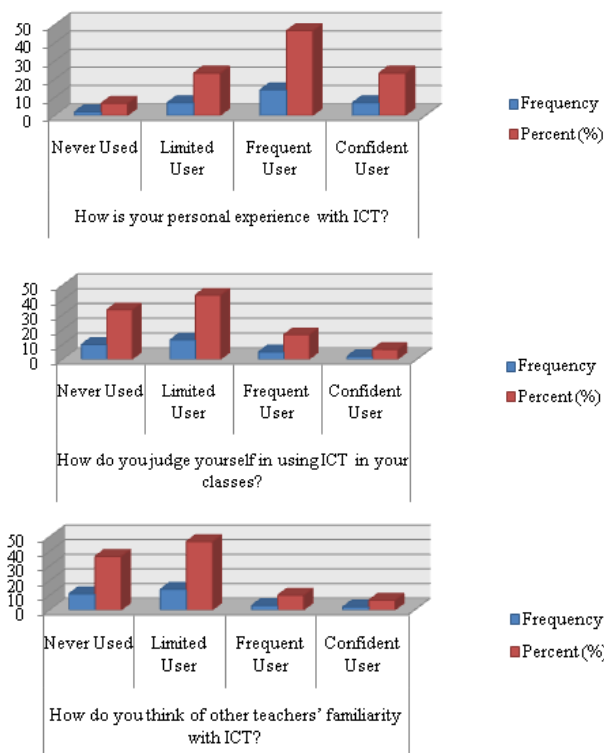 50
40
30
20
10
0
Never Used Limited User Frequent User Confident User
How is your personal experience with ICT?
Frequency
Percent (%)
50
40
30
20
10
0
Never Used Limited User Frequent User Confident User
How do you judge yourself in using ICT in your
classes?
Frequency
Percent (%)
50
40
30
20
10
0
Never Used Limited User Frequent User Confident User
How do you think of other teachers' familiarity
with ICT?
Frequency
Percent (%)